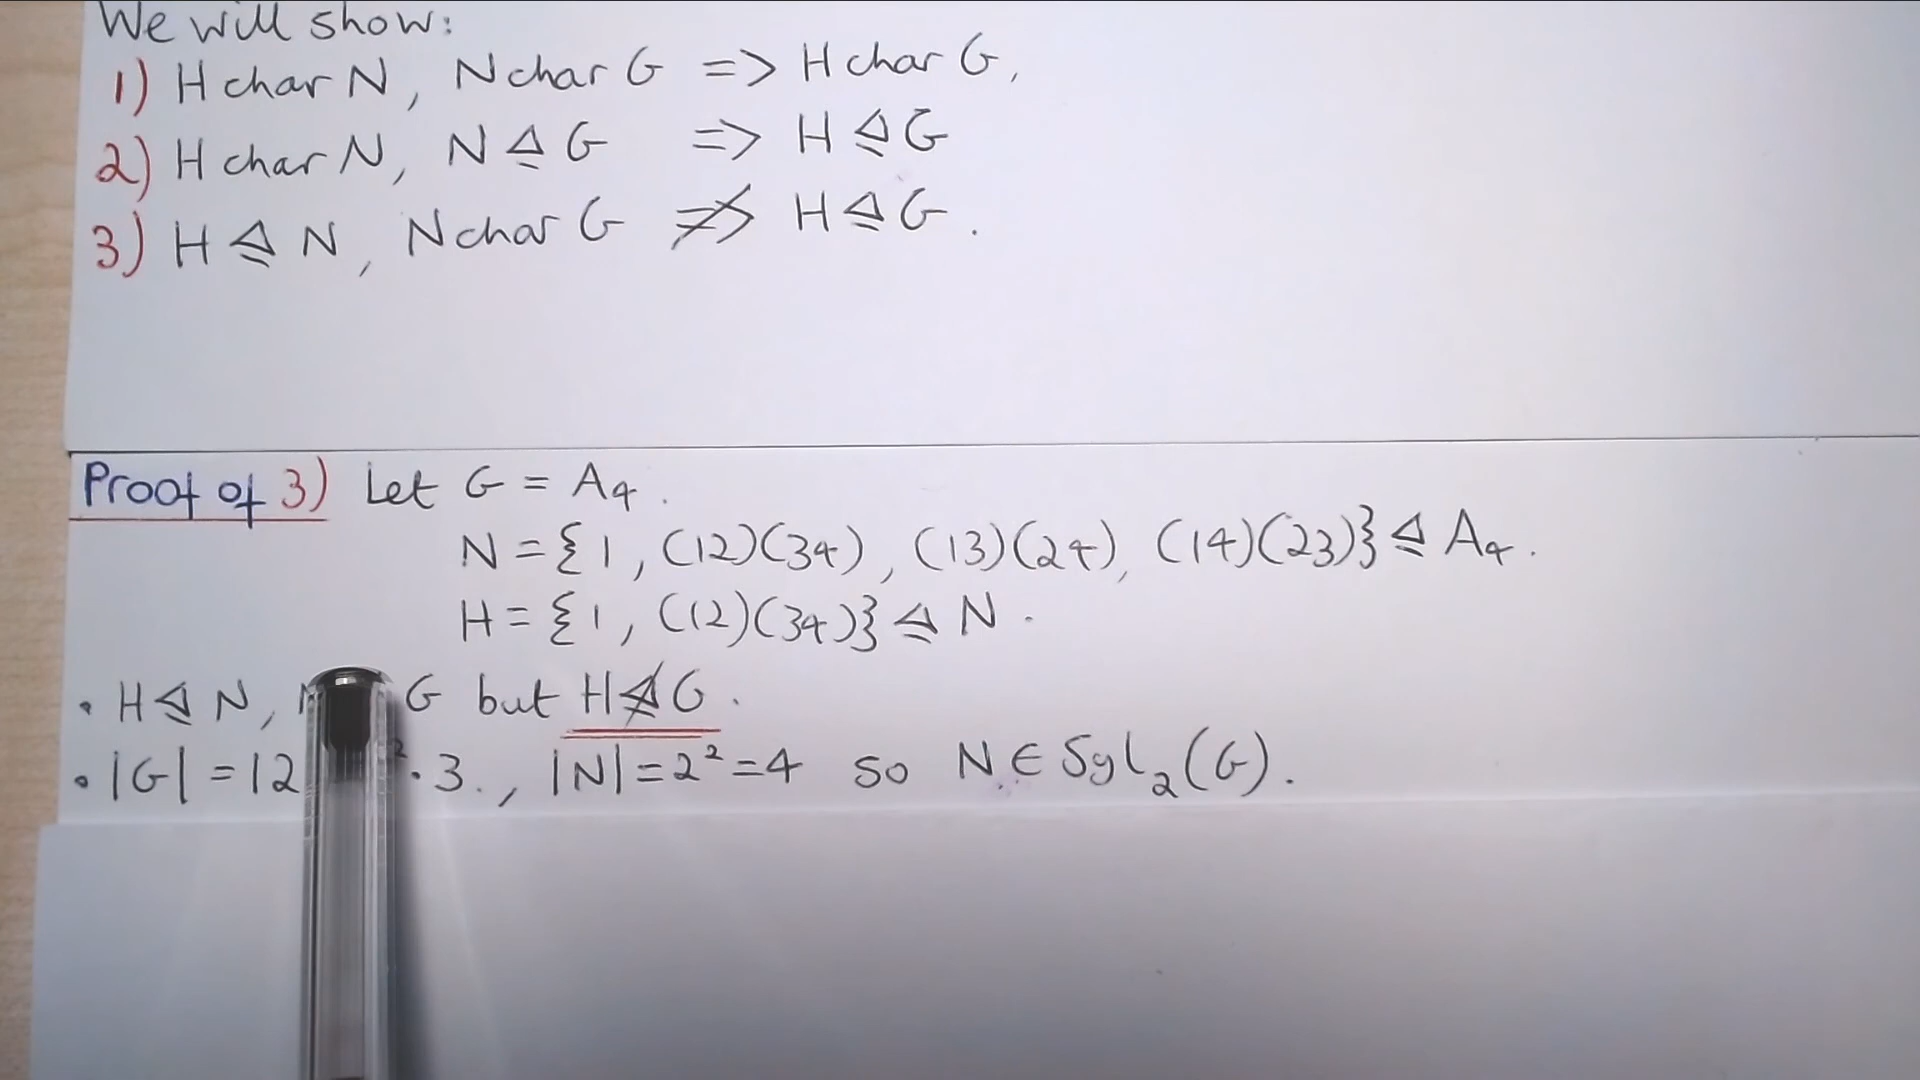 We will show:
1) H char N, N char G => H char G,
2) H char N, N ⊴ G => H ⊴ G
3) H ⊴ N, N char G ≠> H ⊴ G.
Proof of 3) Let G = A₄.
N = {1, (12)(34), (13)(24), (14)(23)} ⊴ A₄.
H = {1, (12)(34)} ⊴ N.
• H ⊴ N, G but H ⋬ G.
• |G| = 12 ² · 3., |N| = 2² = 4 so N ∈ Syl₂(G).